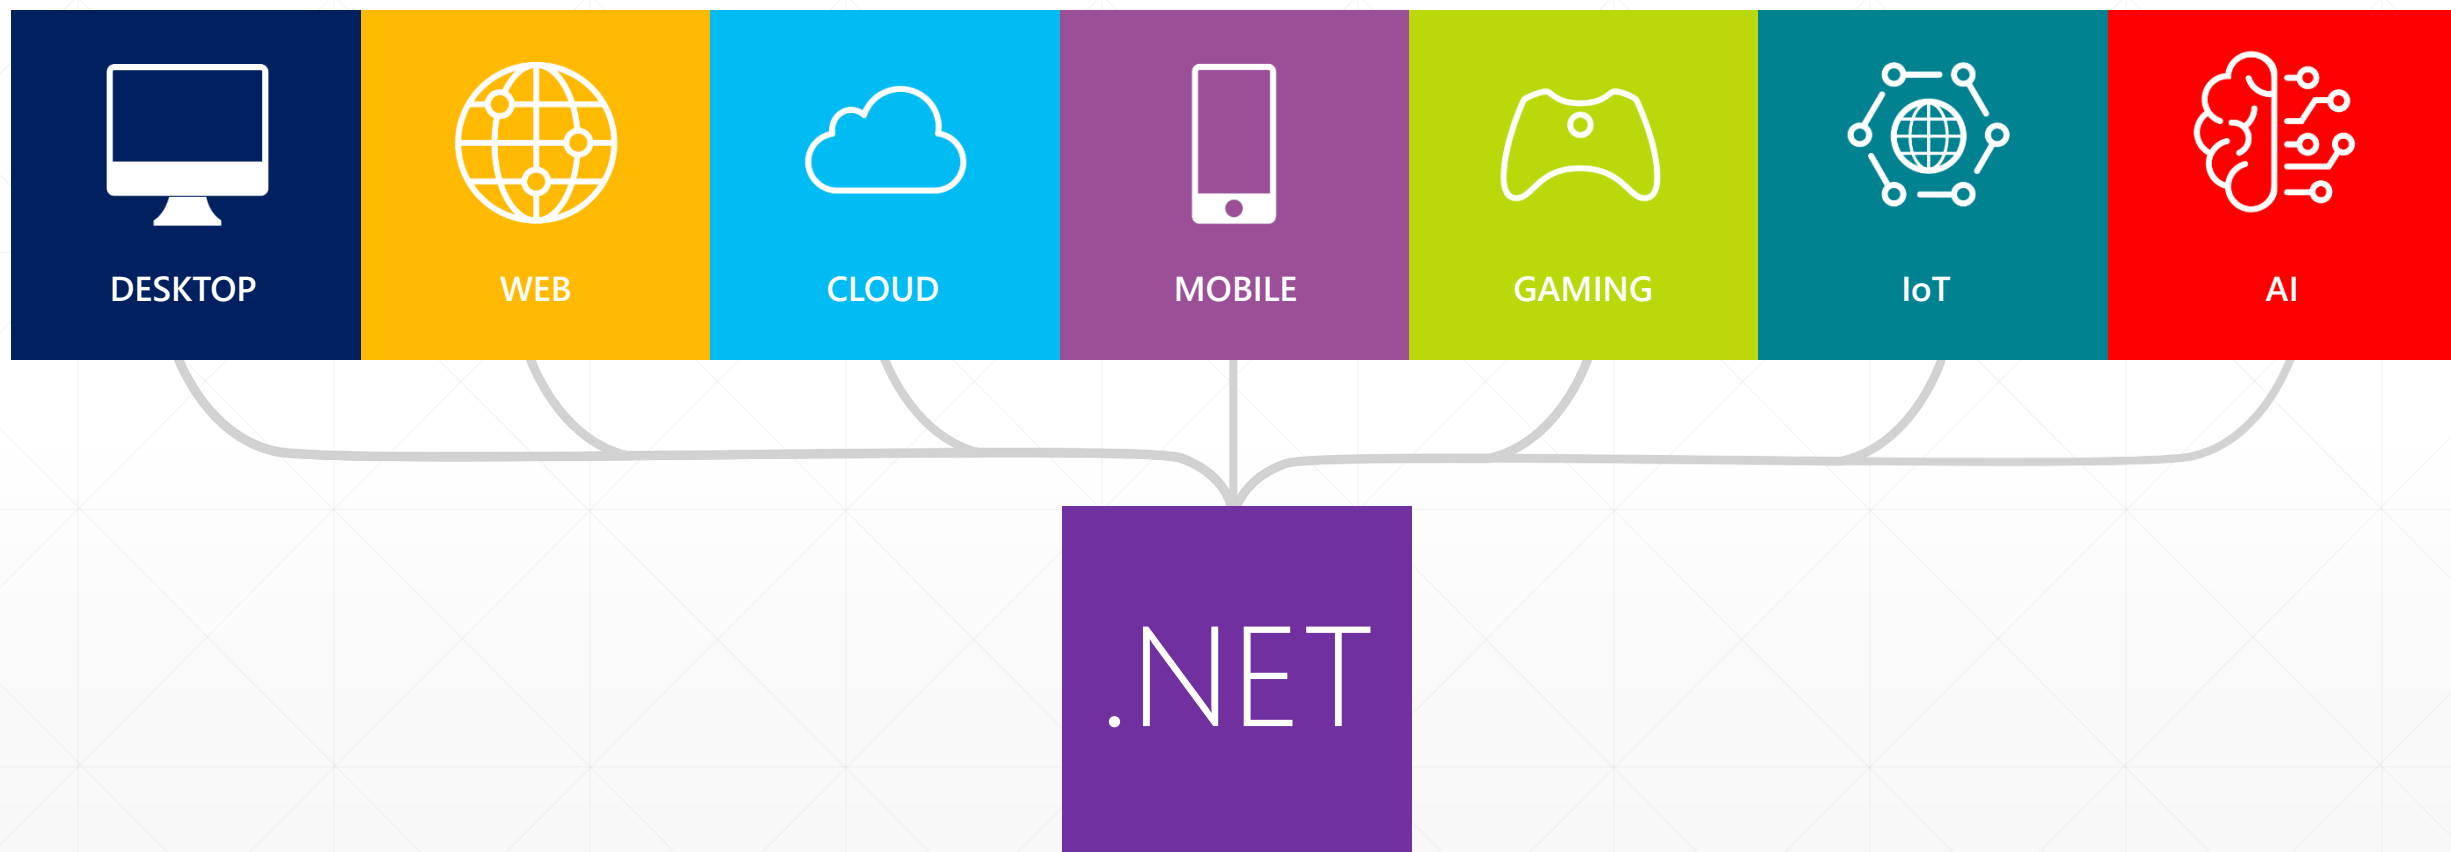 DESKTOP
WEB
CLOUD
MOBILE
GAMING
IoT
AI
.NET